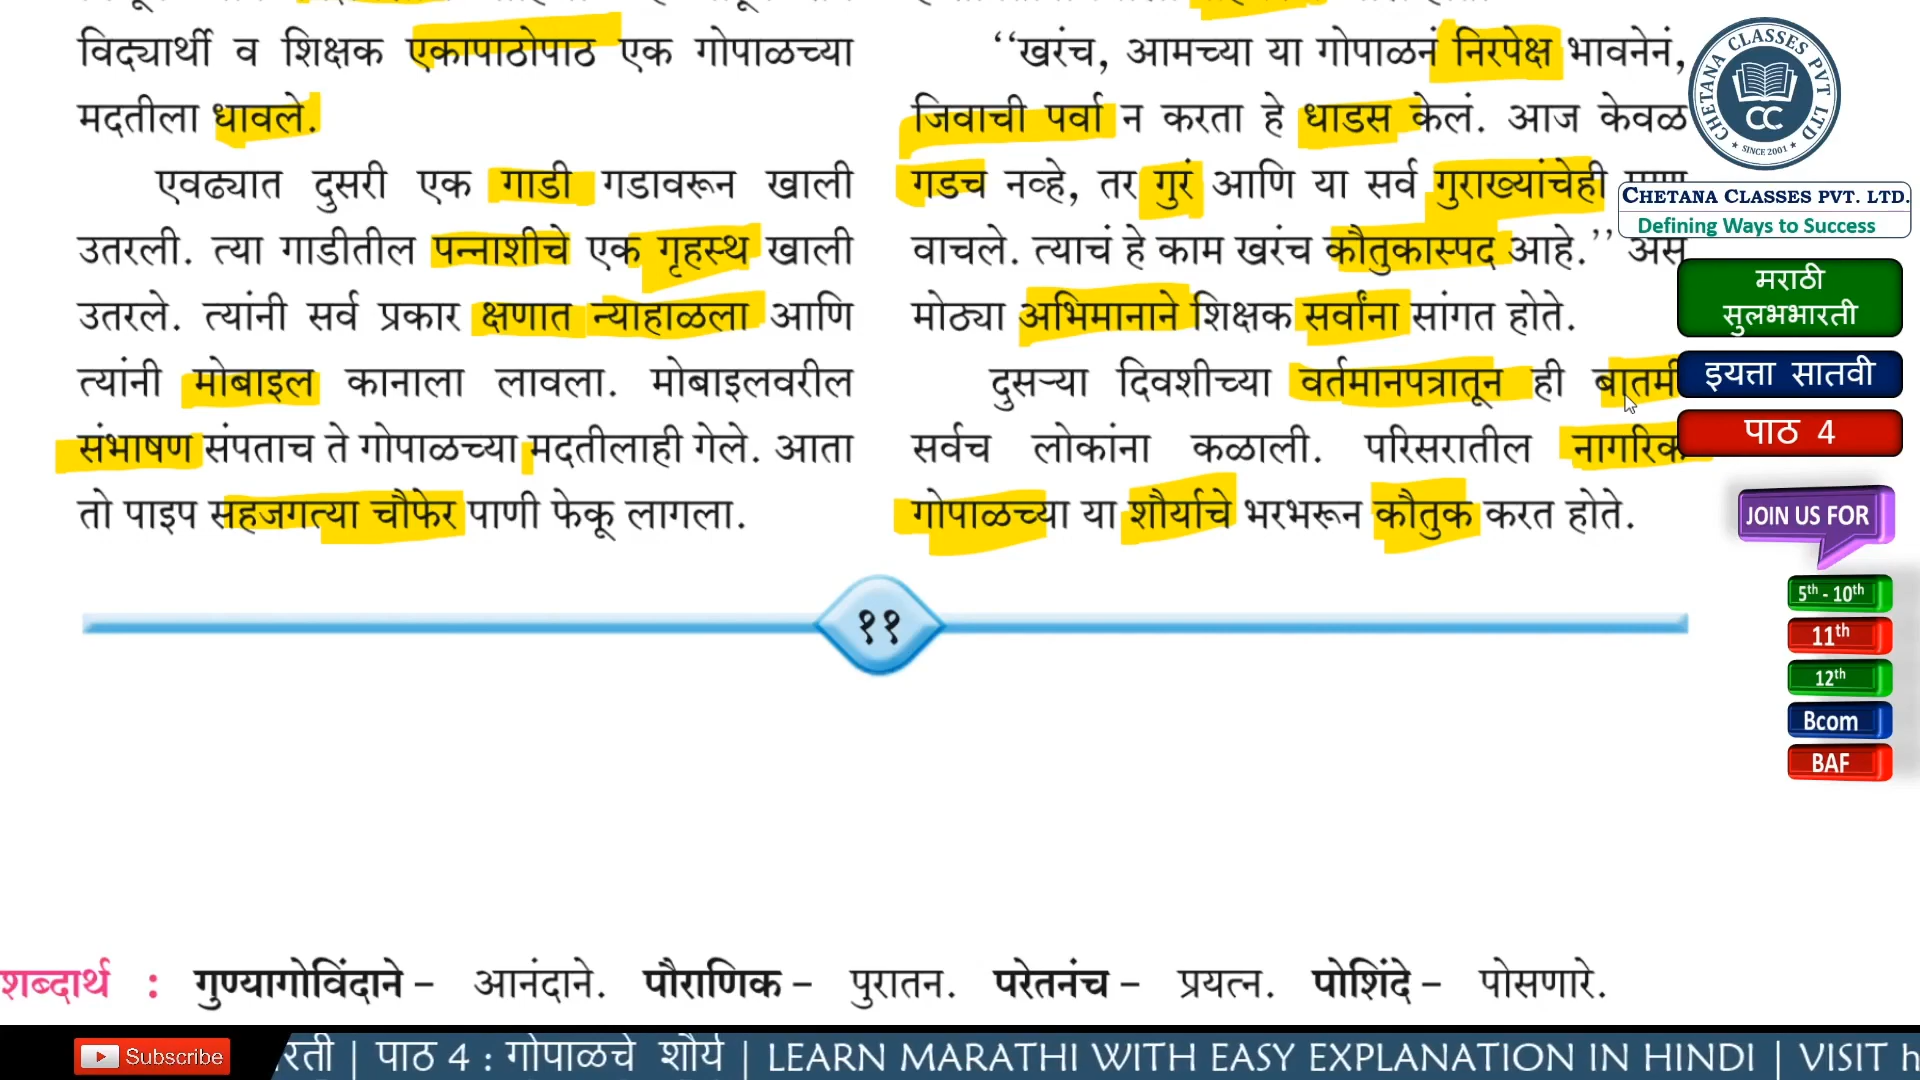 विद्यार्थी व शिक्षक एकापाठोपाठ एक गोपाळच्या
मदतीला धावले.
एवढ्यात दुसरी एक गाडी गडावरून खाली
उतरली. त्या गाडीतील पन्नाशीचे एक गृहस्थ खाली
उतरले. त्यांनी सर्व प्रकार क्षणात न्याहाळला आणि
त्यांनी मोबाइल कानाला लावला. मोबाइलवरील
संभाषण संपताच ते गोपाळच्या मदतीलाही गेले. आता
तो पाइप सहजगत्या चौफेर पाणी फेकू लागला.
‘‘खरंच, आमच्या या गोपाळनं निरपेक्ष भावनेनं,
जिवाची पर्वा न करता हे धाडस केलं. आज केवळ
गडच नव्हे, तर गुरं आणि या सर्व गुराख्यांचेही
वाचले. त्याचं हे काम खरंच कौतुकास्पद आहे.’’ असं
मोठ्या अभिमानाने शिक्षक सर्वांना सांगत होते.
दुसऱ्या दिवशीच्या वर्तमानपत्रातून ही बातमी
सर्वच लोकांना कळाली. परिसरातील नागरिक
गोपाळच्या या शौर्याचे भरभरून कौतुक करत होते.
११
शब्दार्थ : गुण्यागोविंदाने – आनंदाने. पौराणिक – पुरातन. परेतनंच – प्रयत्न. पोशिंदे – पोसणारे.
CHETANA CLASSES PVT LTD
CC
SINCE 2001
CHETANA CLASSES PVT. LTD.
Defining Ways to Success
मराठी
सुलभभारती
इयत्ता सातवी
पाठ 4
JOIN US FOR
5th - 10th
11th
12th
Bcom
BAF
Subscribe
रती | पाठ 4 : गोपाळचे शौर्य | LEARN MARATHI WITH EASY EXPLANATION IN HINDI | VISIT h